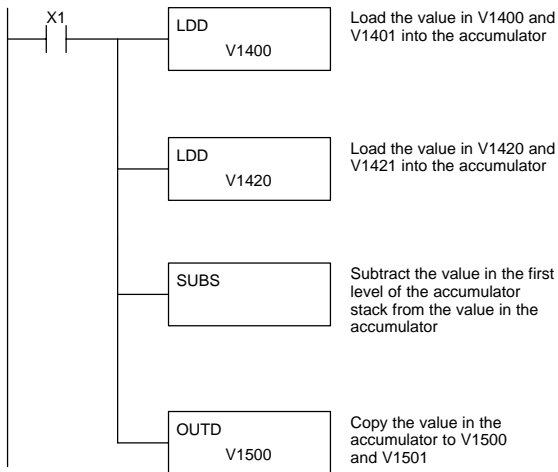 X1
LDD
V1400
Load the value in V1400 and
V1401 into the accumulator
LDD
V1420
Load the value in V1420 and
V1421 into the accumulator
SUBS
Subtract the value in the first
level of the accumulator
stack from the value in the
accumulator
OUTD
V1500
Copy the value in the
accumulator to V1500
and V1501